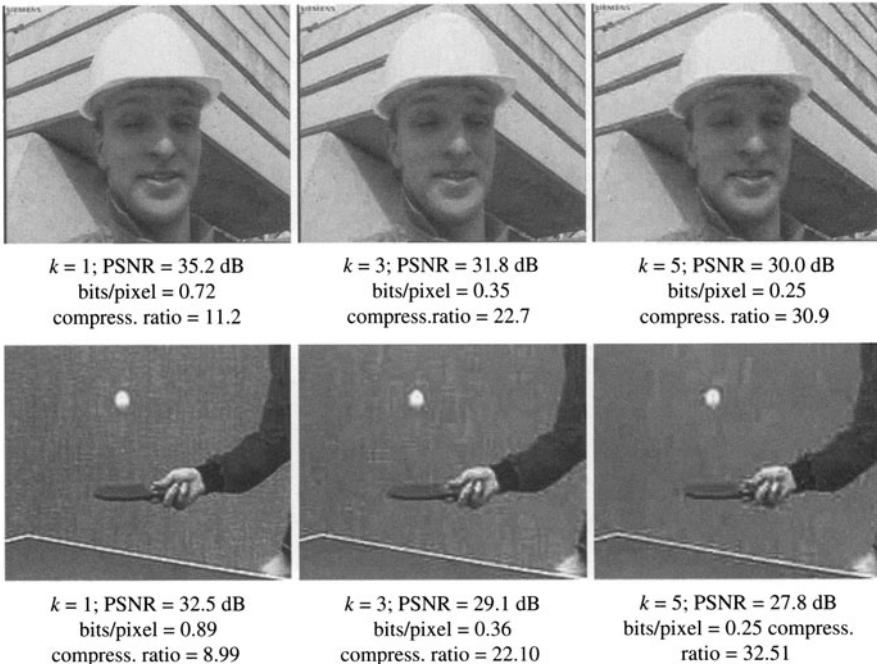 SIEMENS SIEMENS SIEMENS
k = 1; PSNR = 35.2 dB
bits/pixel = 0.72
compress. ratio = 11.2
k = 3; PSNR = 31.8 dB
bits/pixel = 0.35
compress.ratio = 22.7
k = 5; PSNR = 30.0 dB
bits/pixel = 0.25
compress. ratio = 30.9
k = 1; PSNR = 32.5 dB
bits/pixel = 0.89
compress. ratio = 8.99
k = 3; PSNR = 29.1 dB
bits/pixel = 0.36
compress. ratio = 22.10
k = 5; PSNR = 27.8 dB
bits/pixel = 0.25 compress.
ratio = 32.51